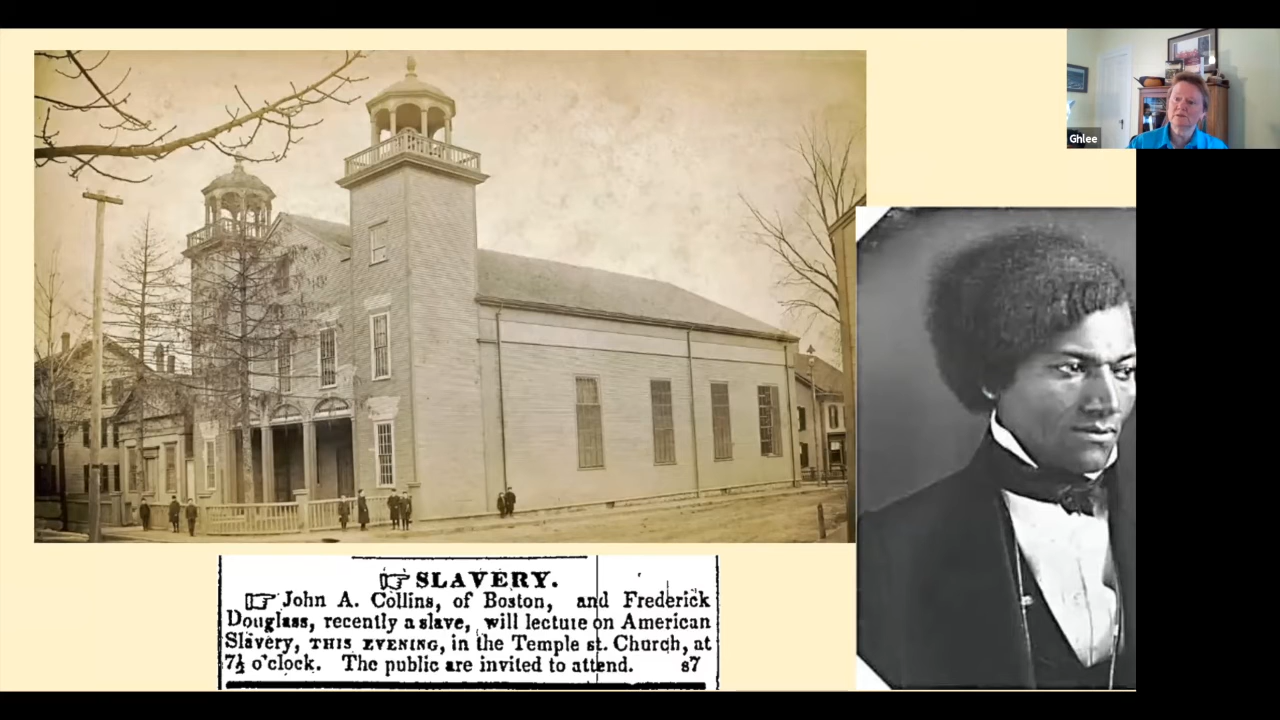 Ghlee
SLAVERY.
John A. Collins, of Boston, and Frederick
Douglass, recently a slave, will lecture on American
Slavery, THIS EVENING, in the Temple st. Church, at
7½ o'clock. The public are invited to attend. s7